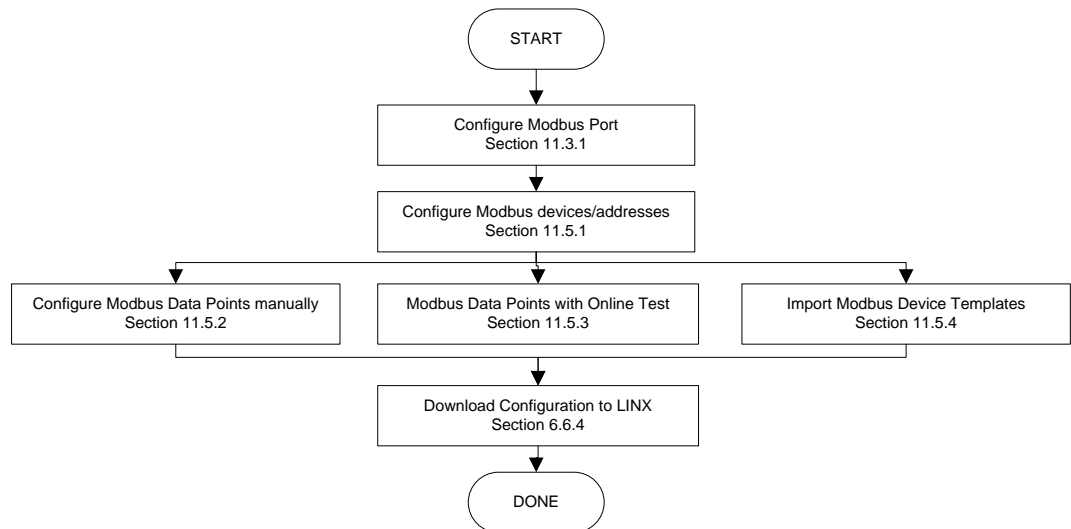 START
Configure Modbus Port
Section 11.3.1
Configure Modbus devices/addresses
Section 11.5.1
Configure Modbus Data Points manually
Section 11.5.2
Modbus Data Points with Online Test
Section 11.5.3
Import Modbus Device Templates
Section 11.5.4
Download Configuration to LINX
Section 6.6.4
DONE